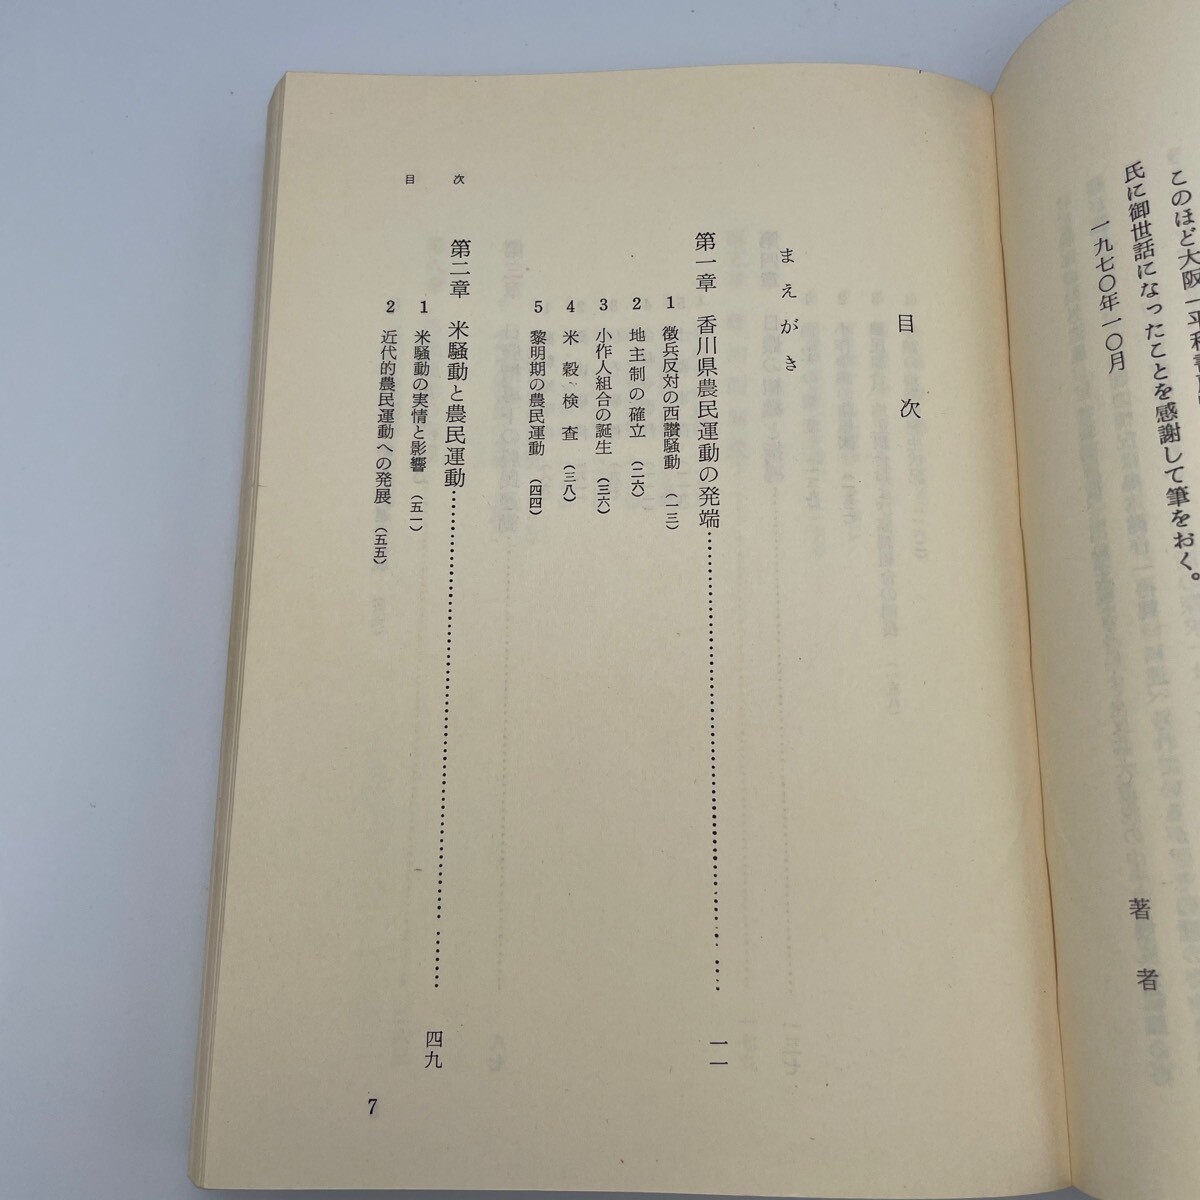 氏に御世話になったことを感謝して筆をおく。
一九七〇年一〇月
著者
目次
目次
まえがき
第一章 香川県農民運動の発端 一一
1 徴兵反対の西讃騒動 (一三)
2 地主制の確立 (二六)
3 小作人組合の誕生 (三六)
4 米穀検査 (三八)
5 黎明期の農民運動 (四四)
第二章 米騒動と農民運動 四九
1 米騒動の実情と影響 (五一)
2 近代的農民運動への発展 (五五)
7